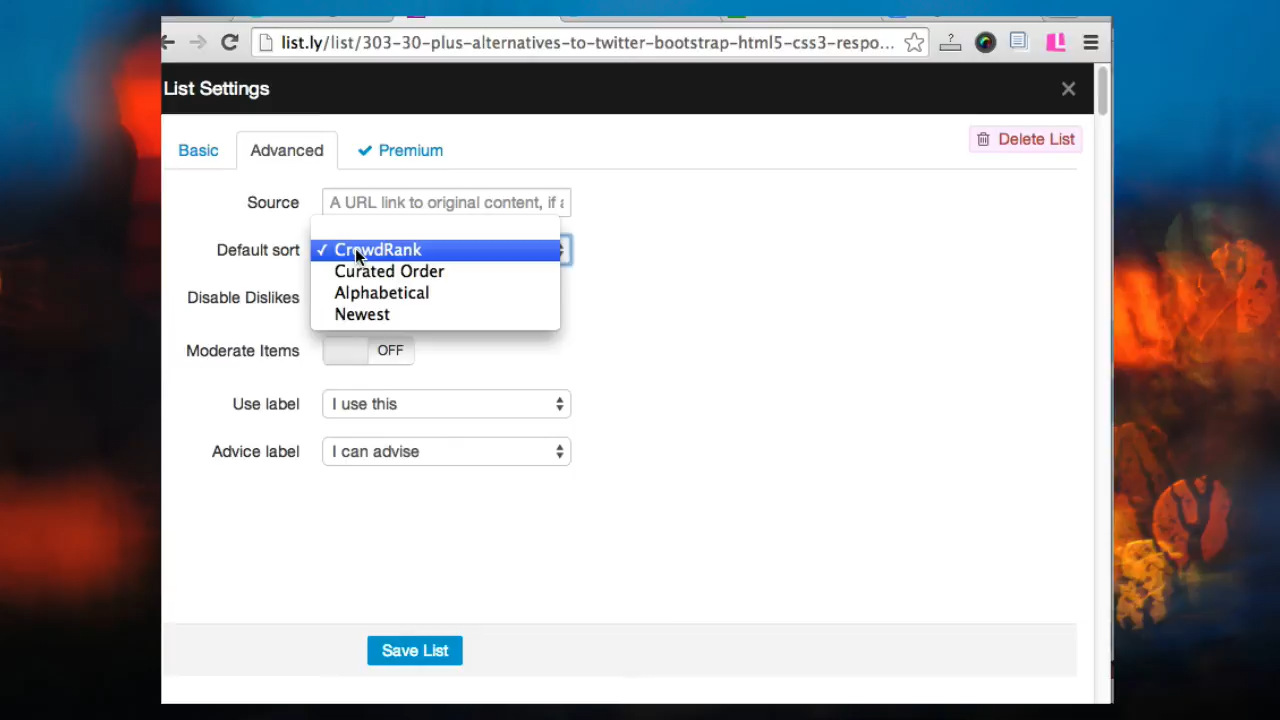 list.ly/list/303-30-plus-alternatives-to-twitter-bootstrap-html5-css3-respo...
List Settings
Basic
Advanced
Premium
Delete List
Source
A URL link to original content, if
Default sort
✓ CrowdRank
Curated Order
Alphabetical
Newest
Disable Dislikes
Moderate Items
OFF
Use label
I use this
Advice label
I can advise
Save List